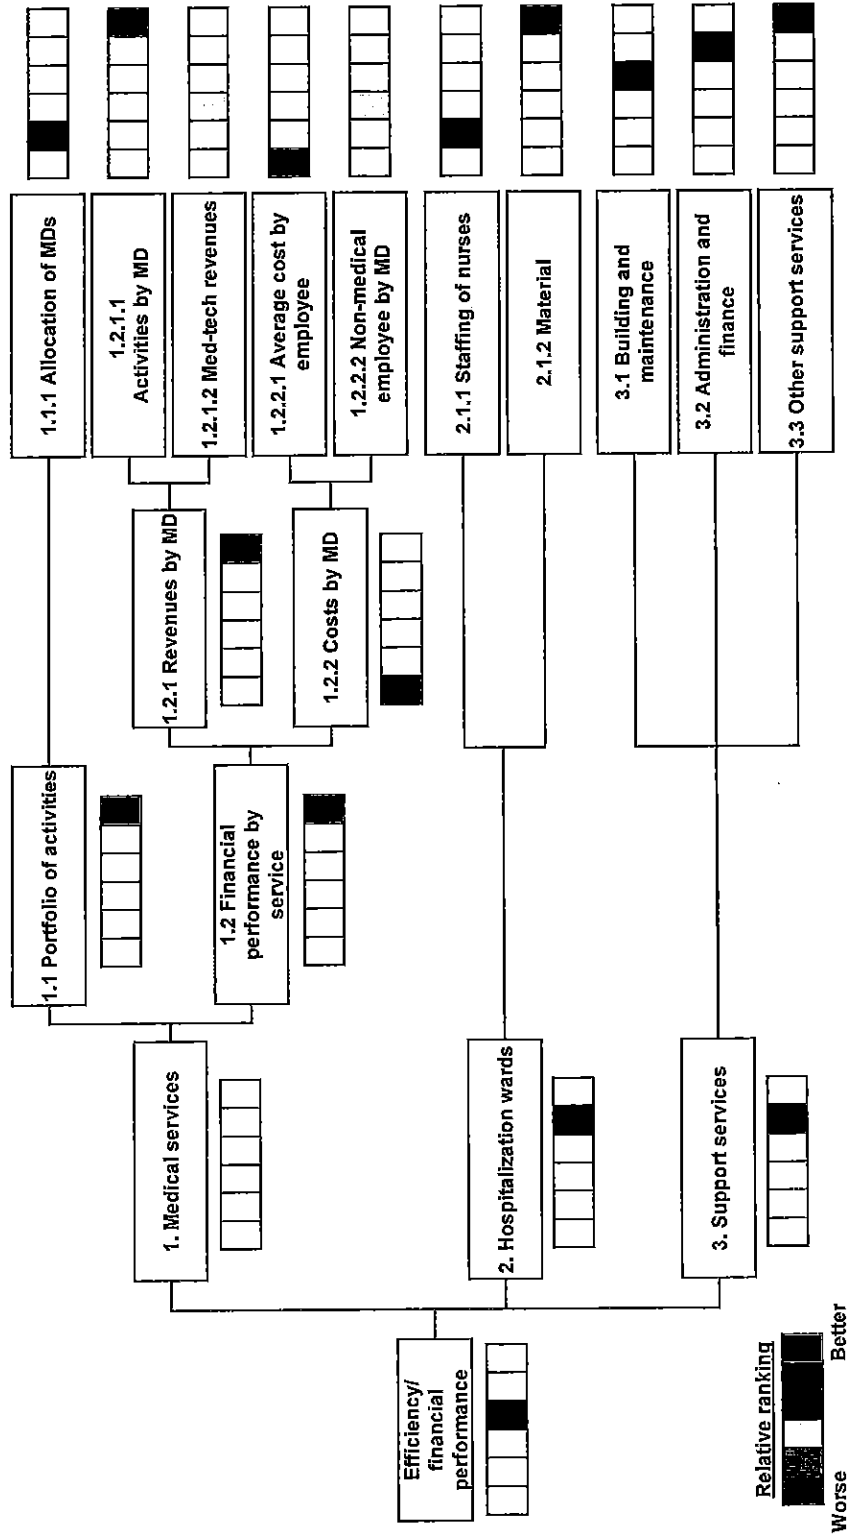 Efficiency/
financial
performance
1. Medical services
2. Hospitalization wards
3. Support services
1.1 Portfolio of activities
1.2 Financial
performance by
service
1.2.1 Revenues by MD
1.2.2 Costs by MD
1.1.1 Allocation of MDs
1.2.1.1
Activities by MD
1.2.1.2 Med-tech revenues
1.2.2.1 Average cost by
employee
1.2.2.2 Non-medical
employee by MD
2.1.1 Staffing of nurses
2.1.2 Material
3.1 Building and
maintenance
3.2 Administration and
finance
3.3 Other support services
Relative ranking
Worse
Better